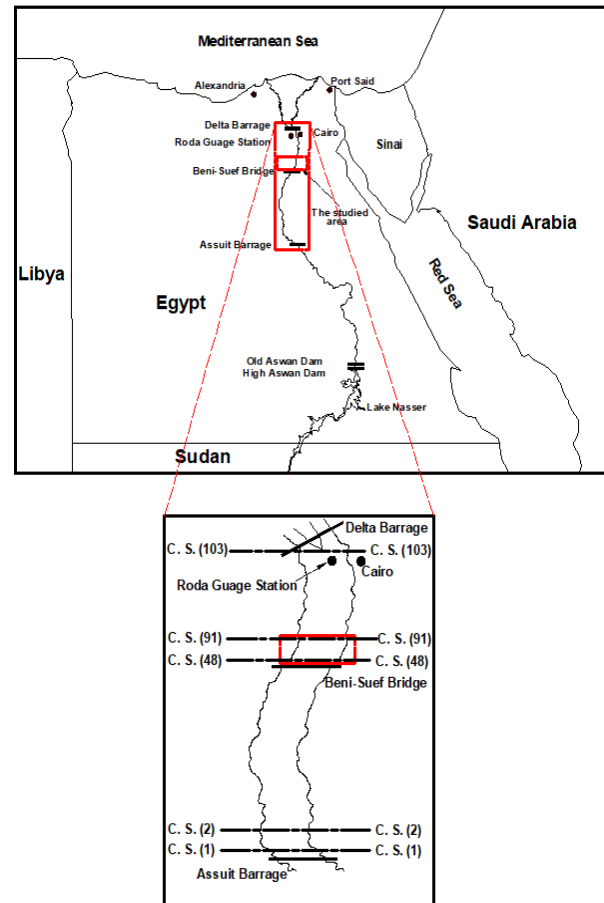 Mediterranean Sea
Alexandria
Port Said
Delta Barrage
Cairo
Roda Guage Station
Sinai
Beni-Suef Bridge
The studied
area
Saudi Arabia
Assuit Barrage
Libya
Red Sea
Egypt
Old Aswan Dam
High Aswan Dam
Lake Nasser
Sudan
Delta Barrage
C. S. (103)
C. S. (103)
Roda Guage Station
Cairo
C. S. (91)
C. S. (91)
C. S. (48)
C. S. (48)
Beni-Suef Bridge
C. S. (2)
C. S. (2)
C. S. (1)
C. S. (1)
Assuit Barrage